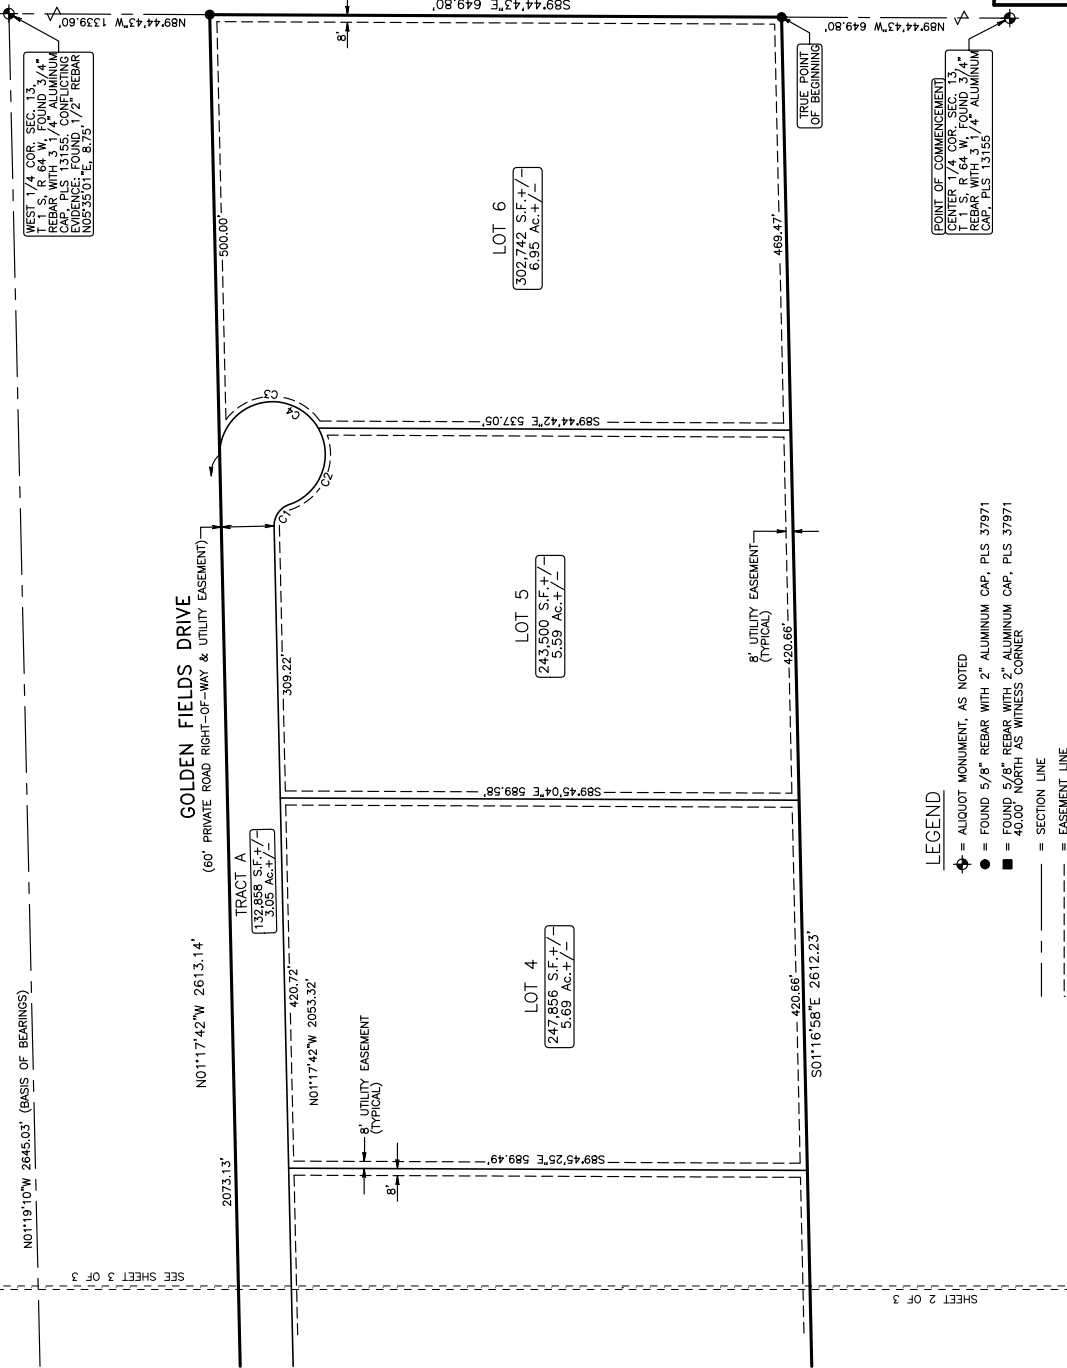 WEST 1/4 COR. SEC. 13,
T 1 S, R 64 W, FOUND 3/4"
REBAR WITH 3 1/4" ALUMINUM
CAP, PLS 13155. CONFLICTING
EVIDENCE: FOUND 1/2" REBAR
N05°35'01"E, 8.75'
N89°44'43"W 1339.60'
S89°44'43"E 649.80'
N89°44'43"W 649.80'
8'
TRUE POINT
OF BEGINNING
POINT OF COMMENCEMENT
CENTER 1/4 COR. SEC. 13,
T 1 S, R 64 W, FOUND 3/4"
REBAR WITH 3 1/4" ALUMINUM
CAP, PLS 13155
500.00'
LOT 6
302,742 S.F.+/-
6.95 Ac.+/-
469.47'
C3
C4
S89°44'42"E 537.05'
C2
C1
GOLDEN FIELDS DRIVE
(60' PRIVATE ROAD RIGHT-OF-WAY & UTILITY EASEMENT)
309.22'
LOT 5
243,500 S.F.+/-
5.59 Ac.+/-
8' UTILITY EASEMENT
(TYPICAL)
420.66'
S89°45'04"E 589.58'
TRACT A
132,858 S.F.+/-
3.05 Ac.+/-
N01°19'10"W 2645.03' (BASIS OF BEARINGS)
N01°17'42"W 2613.14'
420.72'
N01°17'42"W 2053.32'
LOT 4
247,856 S.F.+/-
5.69 Ac.+/-
420.66'
S01°16'58"E 2612.23'
8' UTILITY EASEMENT
(TYPICAL)
S89°45'25"E 589.49'
8'
2073.13'
SEE SHEET 3 OF 3
SHEET 2 OF 3
LEGEND
= ALIQUOT MONUMENT, AS NOTED
= FOUND 5/8" REBAR WITH 2" ALUMINUM CAP, PLS 37971
= FOUND 5/8" REBAR WITH 2" ALUMINUM CAP, PLS 37971
40.00' NORTH AS WITNESS CORNER
= SECTION LINE
= EASEMENT LINE